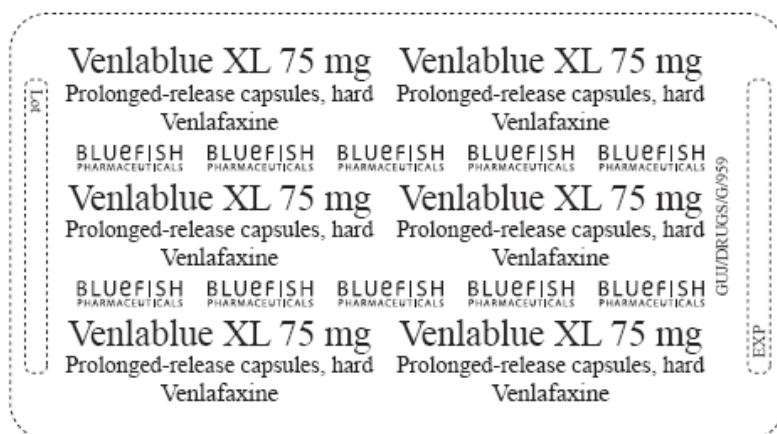 Lot
Venlablue XL 75 mg Venlablue XL 75 mg
Prolonged-release capsules, hard Prolonged-release capsules, hard
Venlafaxine Venlafaxine
BLUeFISH BLUeFISH BLUeFISH BLUeFISH BLUeFISH
PHARMACEUTICALS PHARMACEUTICALS PHARMACEUTICALS PHARMACEUTICALS PHARMACEUTICALS
Venlablue XL 75 mg Venlablue XL 75 mg
Prolonged-release capsules, hard Prolonged-release capsules, hard
Venlafaxine Venlafaxine
BLUeFISH BLUeFISH BLUeFISH BLUeFISH BLUeFISH
PHARMACEUTICALS PHARMACEUTICALS PHARMACEUTICALS PHARMACEUTICALS PHARMACEUTICALS
Venlablue XL 75 mg Venlablue XL 75 mg
Prolonged-release capsules, hard Prolonged-release capsules, hard
Venlafaxine Venlafaxine
GUJ/DRUGS/G/959
EXP